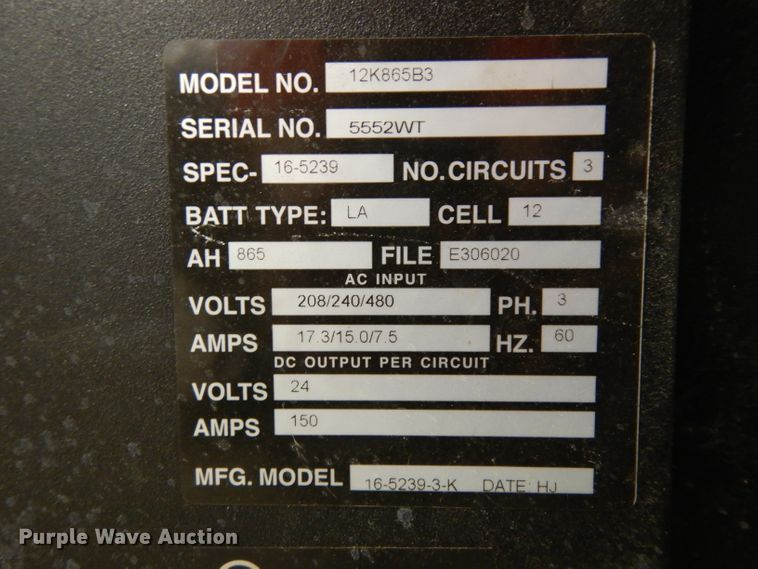 MODEL NO. 12K865B3
SERIAL NO. 5552WT
SPEC- 16-5239 NO. CIRCUITS 3
BATT TYPE: LA CELL 12
AH 865 FILE E306020
AC INPUT
VOLTS 208/240/480 PH. 3
AMPS 17.3/15.0/7.5 HZ. 60
DC OUTPUT PER CIRCUIT
VOLTS 24
AMPS 150
MFG. MODEL 16-5239-3-K DATE: HJ
Purple Wave Auction